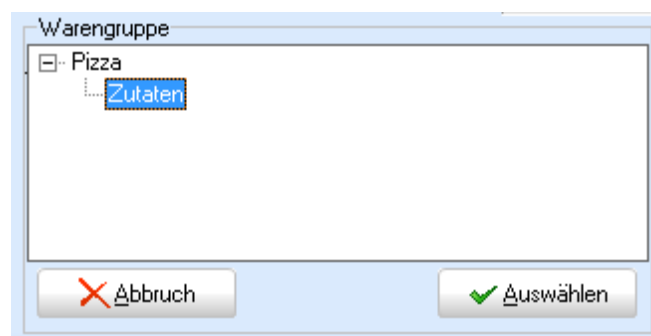 Warengruppe
Pizza
Zutaten
Abbruch
Auswählen